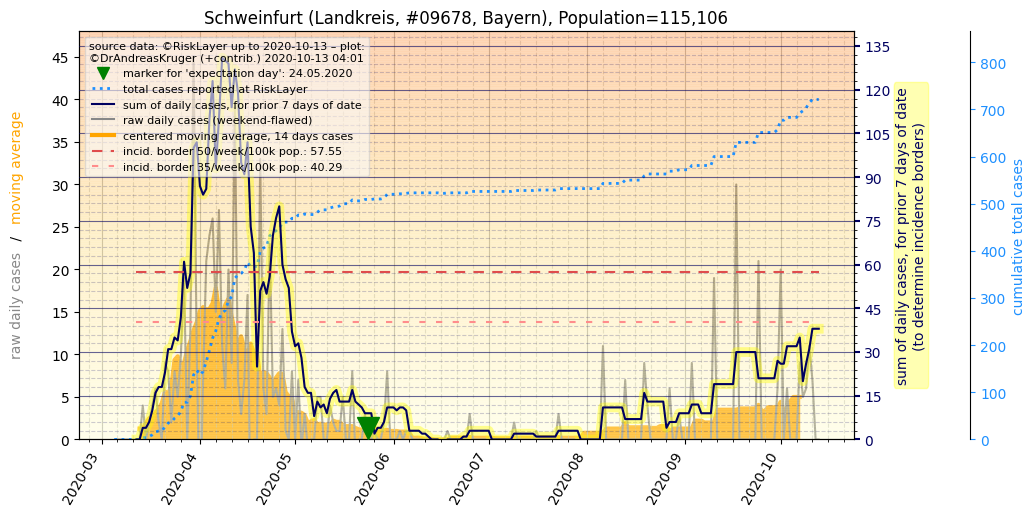 Schweinfurt (Landkreis, #09678, Bayern), Population=115,106
source data: ©RiskLayer up to 2020-10-13 – plot:
©DrAndreasKruger (+contrib.) 2020-10-13 04:01
marker for 'expectation day': 24.05.2020
total cases reported at RiskLayer
sum of daily cases, for prior 7 days of date
raw daily cases (weekend-flawed)
centered moving average, 14 days cases
incid. border 50/week/100k pop.: 57.55
incid. border 35/week/100k pop.: 40.29
raw daily cases / moving average
45
40
35
30
25
20
15
10
5
0
2020-03
2020-04
2020-05
2020-06
2020-07
2020-08
2020-09
2020-10
135
120
105
90
75
60
45
30
15
0
sum of daily cases, for prior 7 days of date
(to determine incidence borders)
800
700
600
500
400
300
200
100
0
cumulative total cases